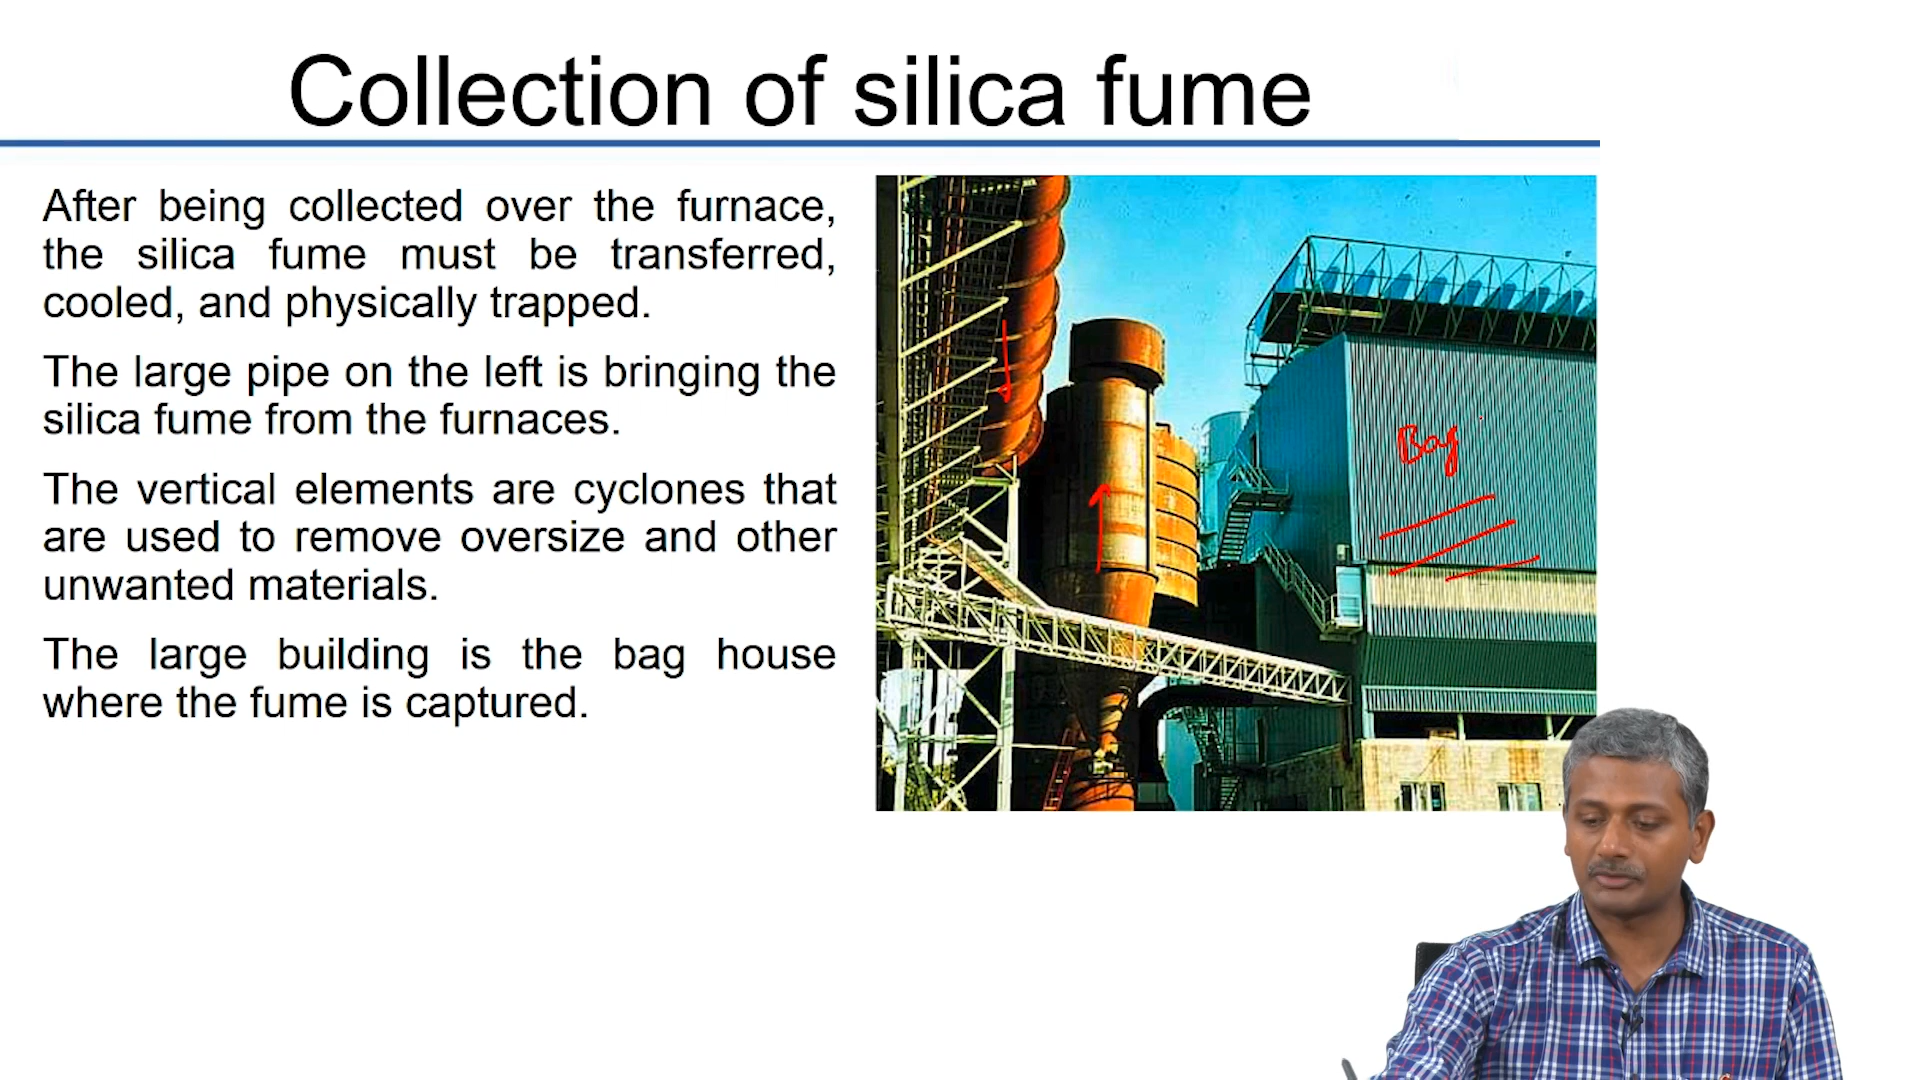 Collection of silica fume
After being collected over the furnace,
the silica fume must be transferred,
cooled, and physically trapped.
The large pipe on the left is bringing the
silica fume from the furnaces.
The vertical elements are cyclones that
are used to remove oversize and other
unwanted materials.
The large building is the bag house
where the fume is captured.
Bag